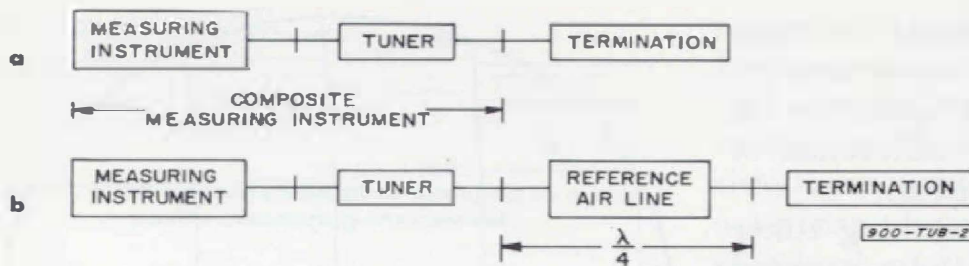 a
MEASURING
INSTRUMENT
TUNER
TERMINATION
COMPOSITE
MEASURING INSTRUMENT
b
MEASURING
INSTRUMENT
TUNER
REFERENCE
AIR LINE
TERMINATION
900-TUB-2
λ
4